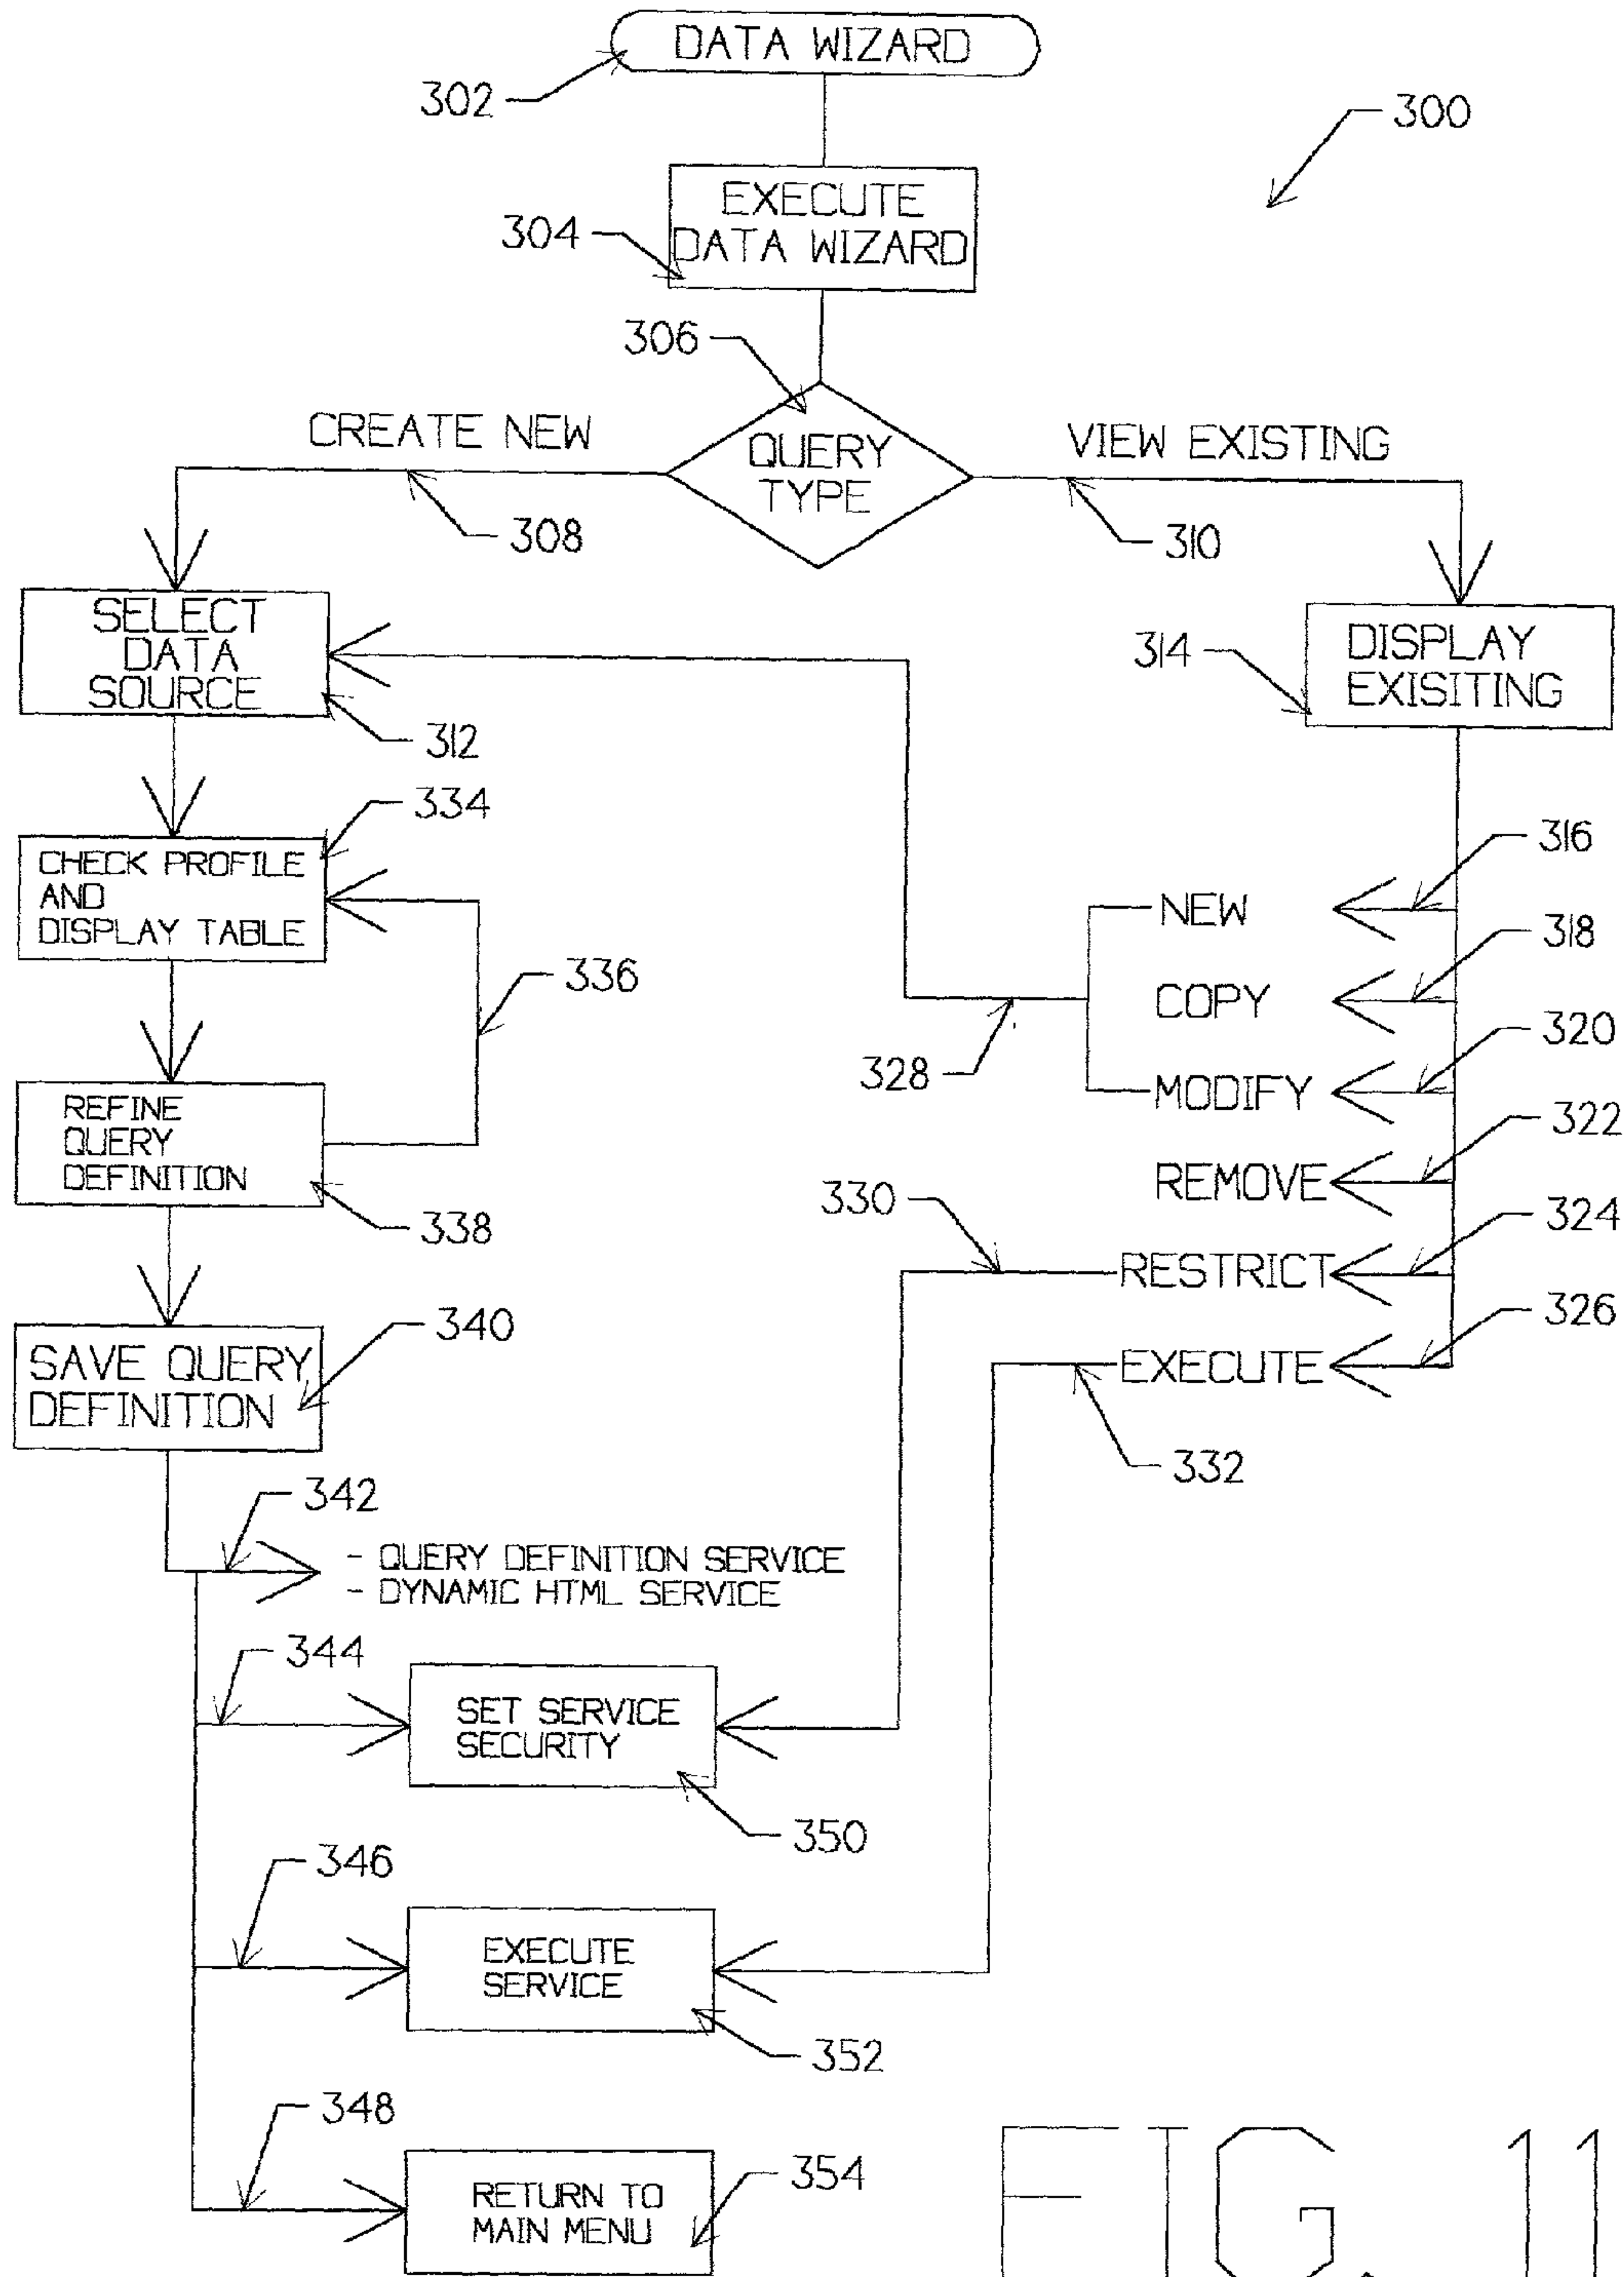 DATA WIZARD
302
300
EXECUTE
DATA WIZARD
304
306
CREATE NEW
QUERY
TYPE
VIEW EXISTING
308
310
SELECT
DATA
SOURCE
312
314
DISPLAY
EXISITING
334
CHECK PROFILE
AND
DISPLAY TABLE
336
316
NEW
318
COPY
320
328
MODIFY
322
REFINE
QUERY
DEFINITION
338
REMOVE
330
324
RESTRICT
326
340
EXECUTE
SAVE QUERY
DEFINITION
332
342
- QUERY DEFINITION SERVICE
- DYNAMIC HTML SERVICE
344
SET SERVICE
SECURITY
350
346
EXECUTE
SERVICE
352
348
354
RETURN TO
MAIN MENU
FIG. 11